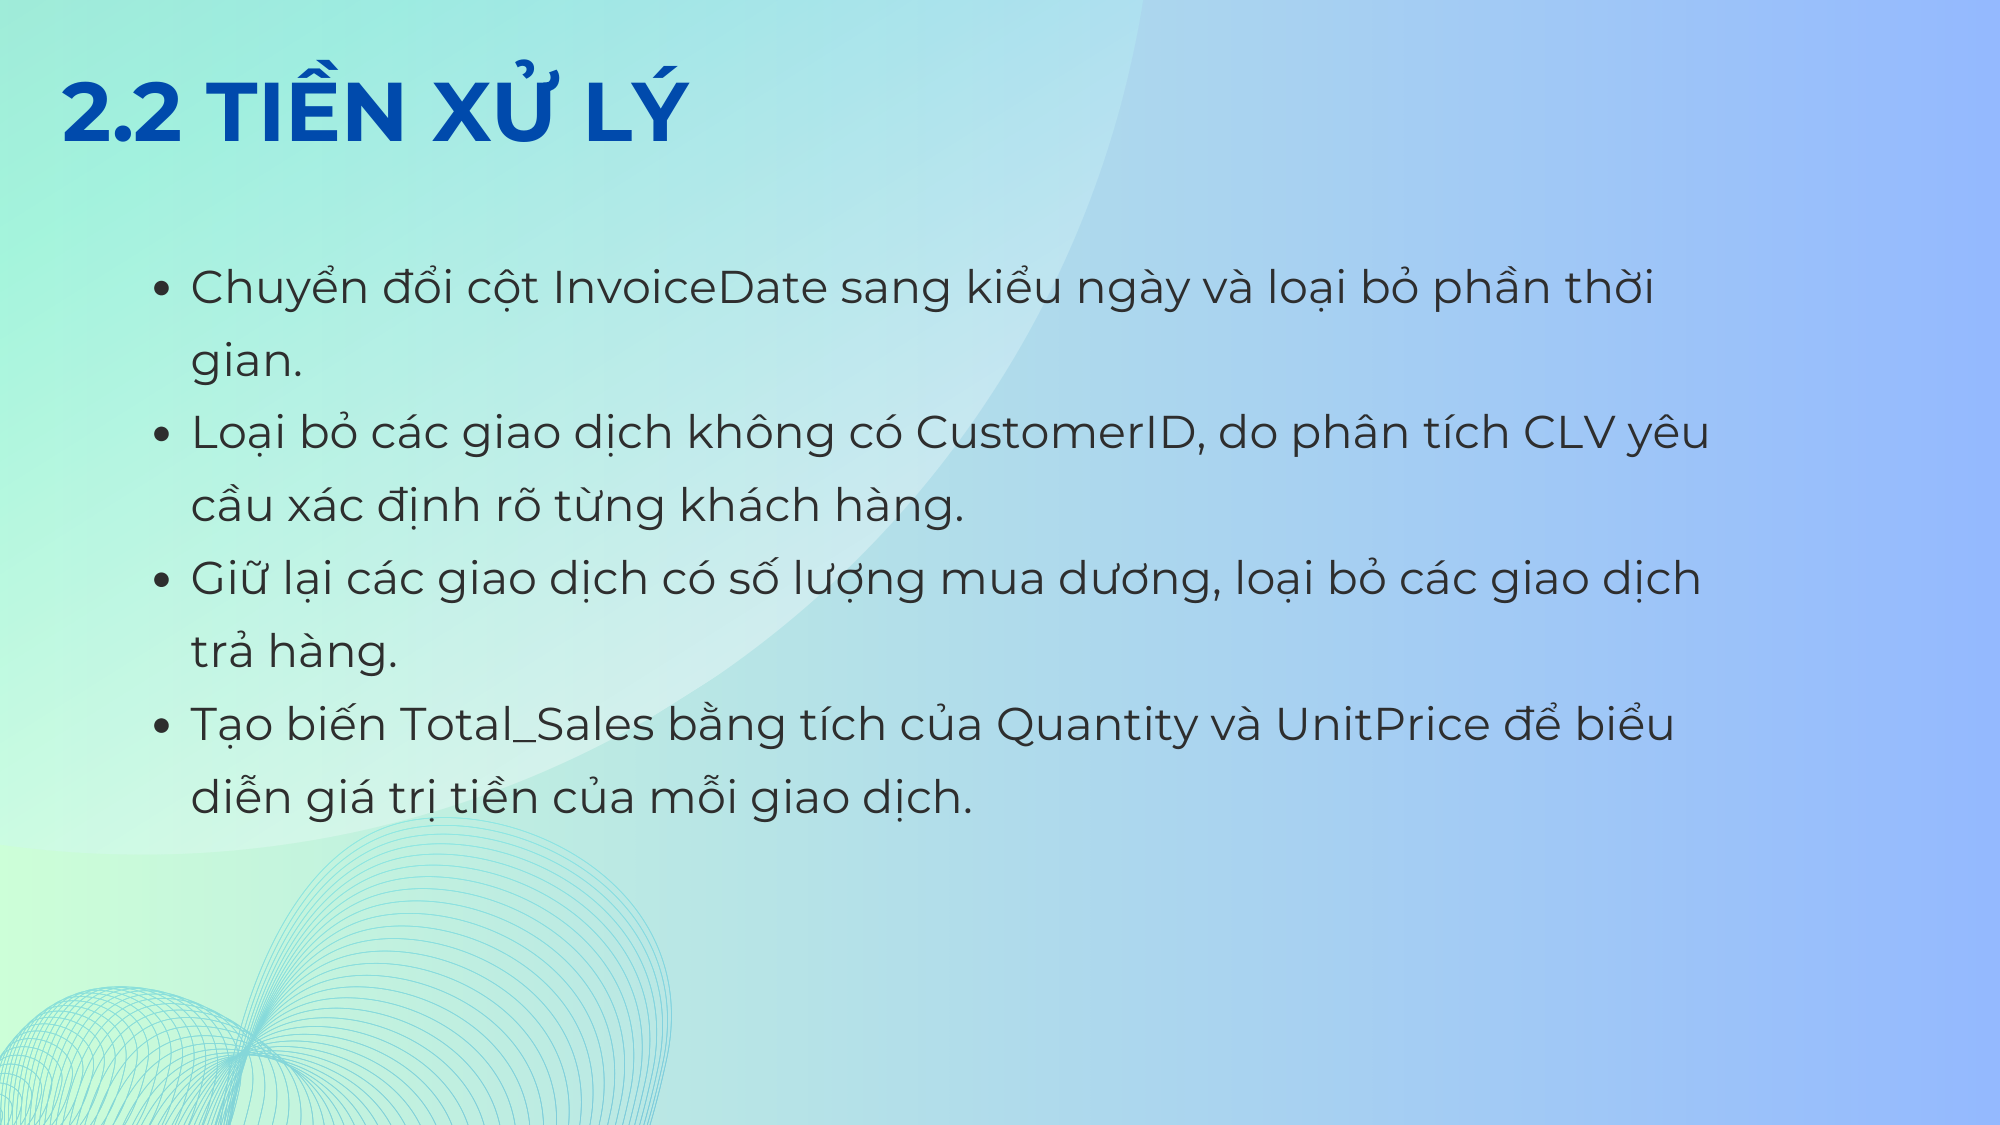 2.2 TIỀN XỬ LÝ
• Chuyển đổi cột InvoiceDate sang kiểu ngày và loại bỏ phần thời
gian.
• Loại bỏ các giao dịch không có CustomerID, do phân tích CLV yêu
cầu xác định rõ từng khách hàng.
• Giữ lại các giao dịch có số lượng mua dương, loại bỏ các giao dịch
trả hàng.
• Tạo biến Total_Sales bằng tích của Quantity và UnitPrice để biểu
diễn giá trị tiền của mỗi giao dịch.